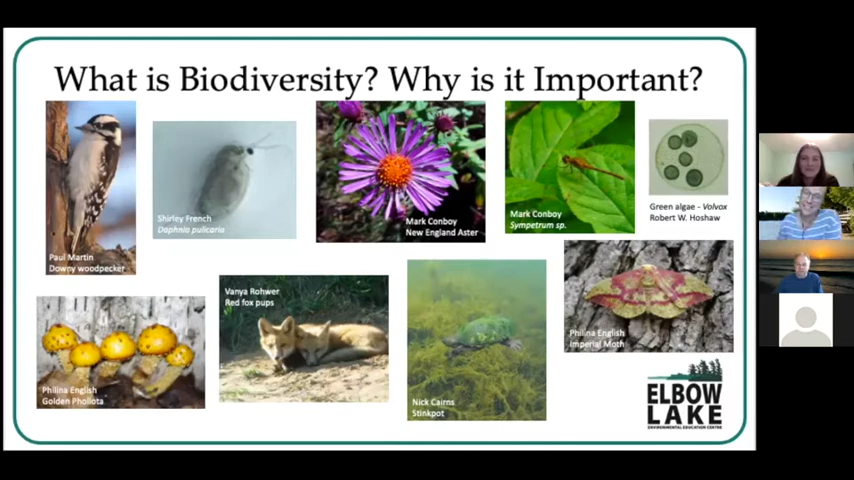 What is Biodiversity? Why is it Important?
Paul Martin
Downy woodpecker
Shirley French
Daphnia pulicaria
Mark Conboy
New England Aster
Mark Conboy
Sympetrum sp.
Green algae - Volvox
Robert W. Hoshaw
Philina English
Golden Pholiota
Vanya Rohwer
Red fox pups
Nick Cairns
Stinkpot
Philina English
Imperial Moth
ELBOW
LAKE
ENVIRONMENTAL EDUCATION CENTRE